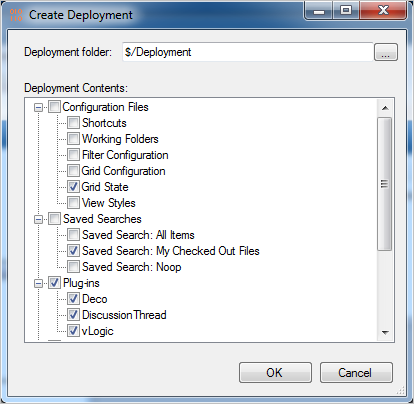 Create Deployment
Deployment folder: $/Deployment ...
Deployment Contents:
Configuration Files
Shortcuts
Working Folders
Filter Configuration
Grid Configuration
Grid State
View Styles
Saved Searches
Saved Search: All Items
Saved Search: My Checked Out Files
Saved Search: Noop
Plug-ins
Deco
DiscussionThread
vLogic
OK Cancel